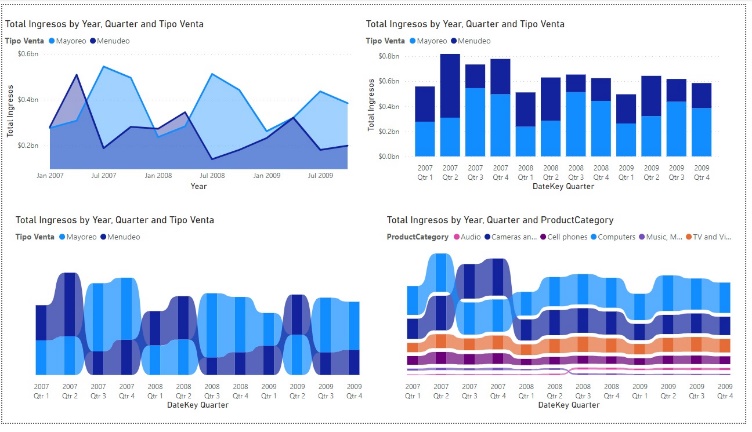 Total Ingresos by Year, Quarter and Tipo Venta
Tipo Venta Mayoreo Menudeo
$0.6bn
$0.4bn
$0.2bn
Total Ingresos
Jan 2007 Jul 2007 Jan 2008 Jul 2008 Jan 2009 Jul 2009
Year
Total Ingresos by Year, Quarter and Tipo Venta
Tipo Venta Mayoreo Menudeo
$0.8bn
$0.6bn
$0.4bn
$0.2bn
$0.0bn
Total Ingresos
2007 2007 2007 2007 2008 2008 2008 2008 2009 2009 2009 2009
Qtr 1 Qtr 2 Qtr 3 Qtr 4 Qtr 1 Qtr 2 Qtr 3 Qtr 4 Qtr 1 Qtr 2 Qtr 3 Qtr 4
DateKey Quarter
Total Ingresos by Year, Quarter and Tipo Venta
Tipo Venta Mayoreo Menudeo
2007 2007 2007 2007 2008 2008 2008 2008 2009 2009 2009 2009
Qtr 1 Qtr 2 Qtr 3 Qtr 4 Qtr 1 Qtr 2 Qtr 3 Qtr 4 Qtr 1 Qtr 2 Qtr 3 Qtr 4
DateKey Quarter
Total Ingresos by Year, Quarter and ProductCategory
ProductCategory Audio Cameras an... Cell phones Computers Music, M... TV and Vi...
2007 2007 2007 2007 2008 2008 2008 2008 2009 2009 2009 2009
Qtr 1 Qtr 2 Qtr 3 Qtr 4 Qtr 1 Qtr 2 Qtr 3 Qtr 4 Qtr 1 Qtr 2 Qtr 3 Qtr 4
DateKey Quarter